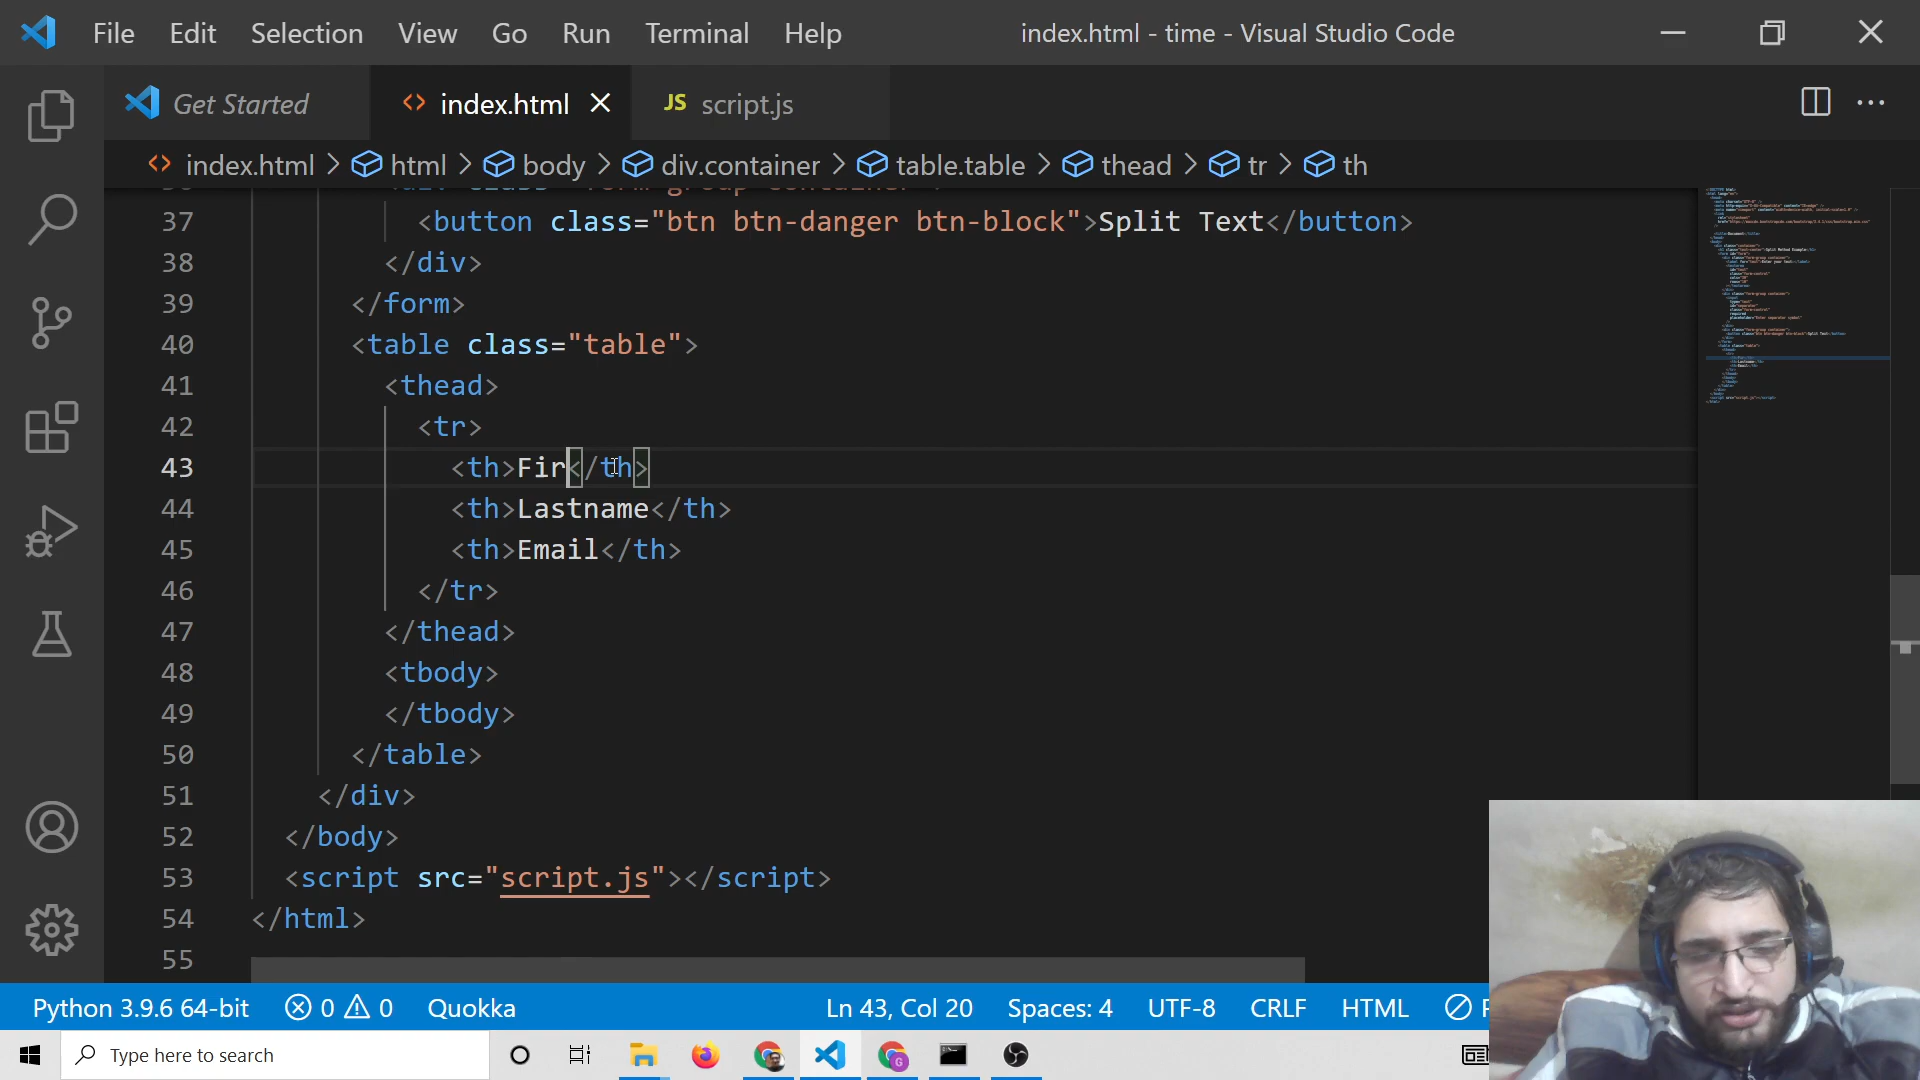 File Edit Selection View Go Run Terminal Help index.html - time - Visual Studio Code
Get Started index.html JS script.js
index.html > html > body > div.container > table.table > thead > tr > th
37 <button class="btn btn-danger btn-block">Split Text</button>
38 </div>
39 </form>
40 <table class="table">
41 <thead>
42 <tr>
43 <th>Fir</th>
44 <th>Lastname</th>
45 <th>Email</th>
46 </tr>
47 </thead>
48 <tbody>
49 </tbody>
50 </table>
51 </div>
52 </body>
53 <script src="script.js"></script>
54 </html>
55
Python 3.9.6 64-bit 0 0 Quokka Ln 43, Col 20 Spaces: 4 UTF-8 CRLF HTML
Type here to search